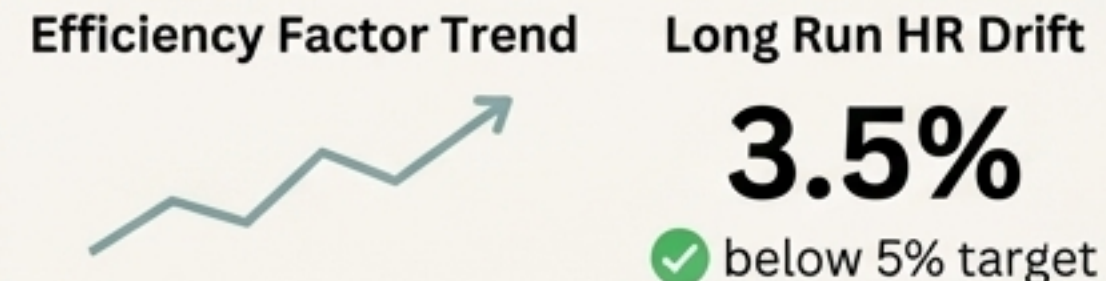 Efficiency Factor Trend
Long Run HR Drift
3.5%
below 5% target